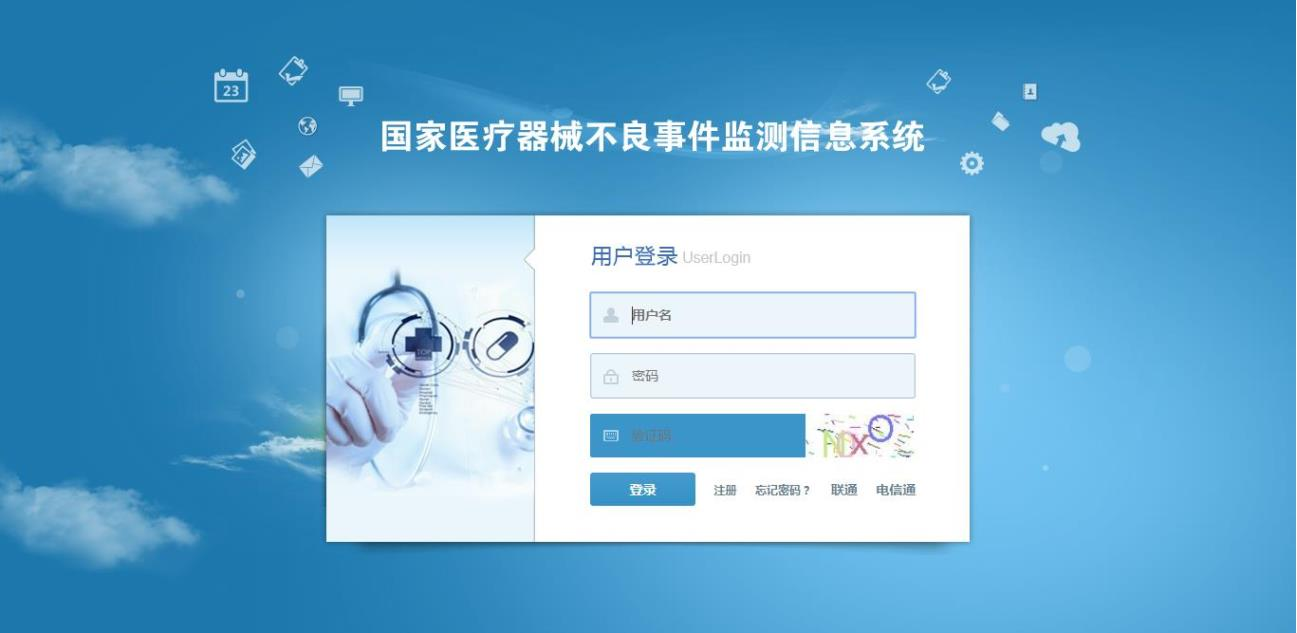 23
国家医疗器械不良事件监测信息系统
用户登录 UserLogin
用户名
密码
验证码
登录 注册 忘记密码？ 联通 电信通